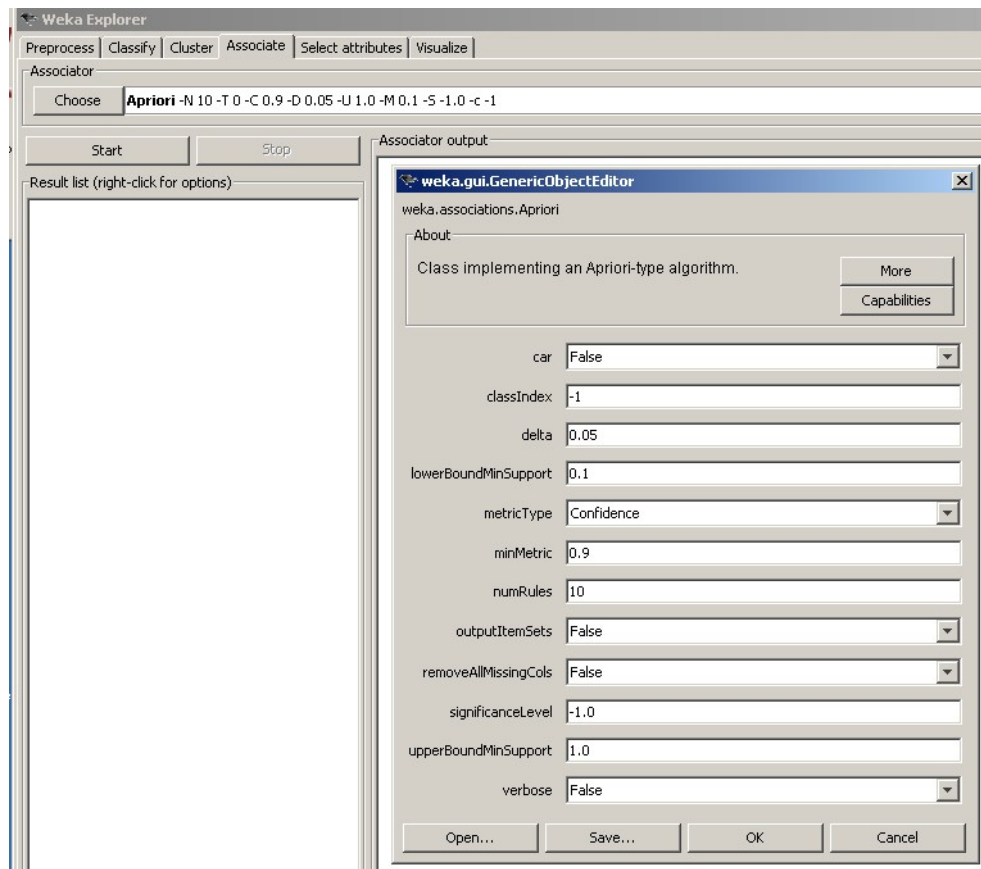 Weka Explorer
Preprocess Classify Cluster Associate Select attributes Visualize
Associator
Choose Apriori -N 10 -T 0 -C 0.9 -D 0.05 -U 1.0 -M 0.1 -S -1.0 -c -1
Start Stop
Associator output
Result list (right-click for options)
weka.gui.GenericObjectEditor
weka.associations.Apriori
About
Class implementing an Apriori-type algorithm.
More
Capabilities
car False
classIndex -1
delta 0.05
lowerBoundMinSupport 0.1
metricType Confidence
minMetric 0.9
numRules 10
outputItemSets False
removeAllMissingCols False
significanceLevel -1.0
upperBoundMinSupport 1.0
verbose False
Open... Save... OK Cancel